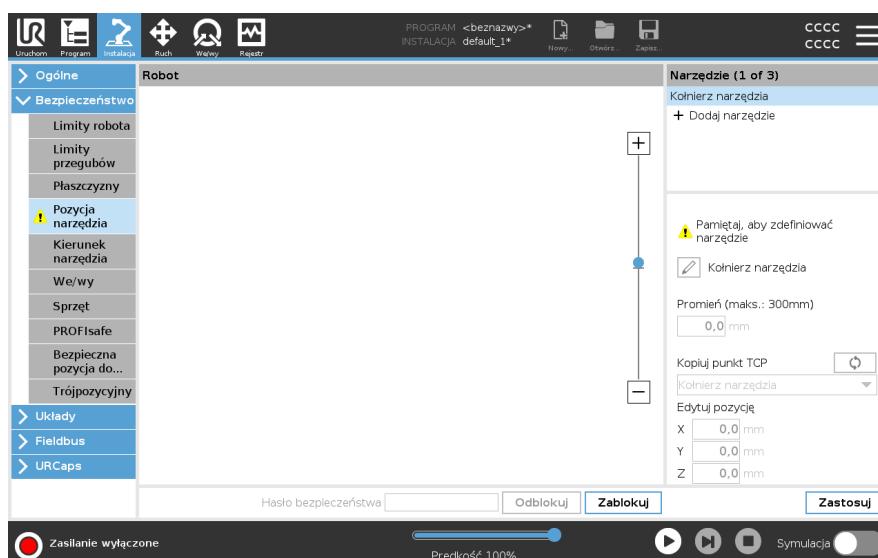 PROGRAM <beznazwy>*
INSTALACJA default_1*
Uruchom Program Instalacja Ruch We/wy Rejestr
Nowy... Otwórz... Zapisz...
cccc
cccc
Ogólne
Bezpieczeństwo
Limity robota
Limity
przegubów
Płaszczyzny
Pozycja
narzędzia
Kierunek
narzędzia
We/wy
Sprzęt
PROFIsafe
Bezpieczna
pozycja do...
Trójpozycyjny
Układy
Fieldbus
URCaps
Robot
Narzędzie (1 of 3)
Kołnierz narzędzia
+ Dodaj narzędzie
Pamiętaj, aby zdefiniować
narzędzie
Kołnierz narzędzia
Promień (maks.: 300mm)
0,0 mm
Kopiuj punkt TCP
Kołnierz narzędzia
Edytuj pozycję
X 0,0 mm
Y 0,0 mm
Z 0,0 mm
Hasło bezpieczeństwa Odblokuj Zablokuj
Zastosuj
Zasilanie wyłączone
Prędkość 100%
Symulacja